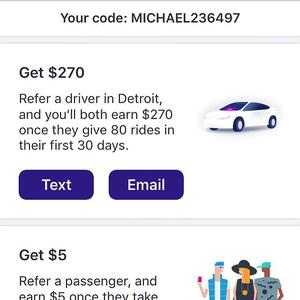 Your code: MICHAEL236497
Get $270
Refer a driver in Detroit,
and you'll both earn $270
once they give 80 rides in
their first 30 days.
Text Email
Get $5
Refer a passenger, and
earn $5 once they take